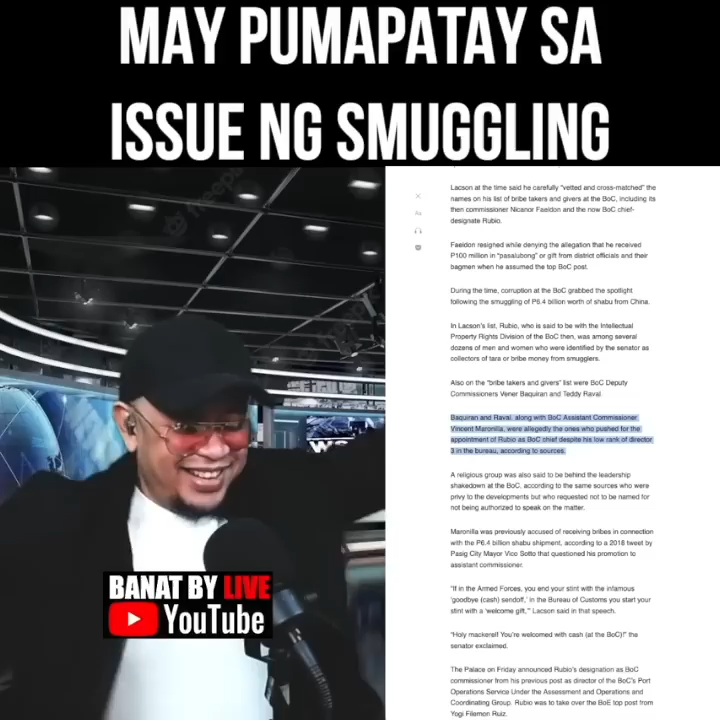 MAY PUMAPATAY SA
ISSUE NG SMUGGLING
Lacson at the time said he carefully "vetted and cross-matched" the
names on his list of bribe takers and givers at the BoC, including its
then commissioner Nicanor Faeldon and the now BoC chief-
designate Rubio.
Faeldon resigned while denying the allegation that he received
P100 million in "pasalubong" or gift from district officials and their
bagmen when he assumed the top BoC post.
During the time, corruption at the BoC grabbed the spotlight
following the smuggling of P6.4 billion worth of shabu from China.
In Lacson's list, Rubio, who is said to be with the Intellectual
Property Rights Division of the BoC then, was among several
dozens of men and women who were identified by the senator as
collectors of tara or bribe money from smugglers.
Also on the "bribe takers and givers" list were BoC Deputy
Commissioners Vener Baquiran and Teddy Raval.
Baquiran and Raval, along with BoC Assistant Commissioner
Vincent Maronilla, were allegedly the ones who pushed for the
appointment of Rubio as BoC chief despite his low rank of director
3 in the bureau, according to sources.
A religious group was also said to be behind the leadership
shakedown at the BoC, according to the same sources who were
privy to the developments but who requested not to be named for
not being authorized to speak on the matter.
Maronilla was previously accused of receiving bribes in connection
with the P6.4 billion shabu shipment, according to a 2018 tweet by
Pasig City Mayor Vico Sotto that questioned his promotion to
assistant commissioner.
"If in the Armed Forces, you end your stint with the infamous
'goodbye (cash) sendoff,' in the Bureau of Customs you start your
stint with a 'welcome gift,'" Lacson said in that speech.
"Holy mackerel! You're welcomed with cash (at the BoC)!" the
senator exclaimed.
The Palace on Friday announced Rubio's designation as BoC
commissioner from his previous post as director of the BoC's Port
Operations Service Under the Assessment and Operations and
Coordinating Group. Rubio was to take over the BoE top post from
Yogi Filemon Ruiz.
BANAT BY LIVE
YouTube